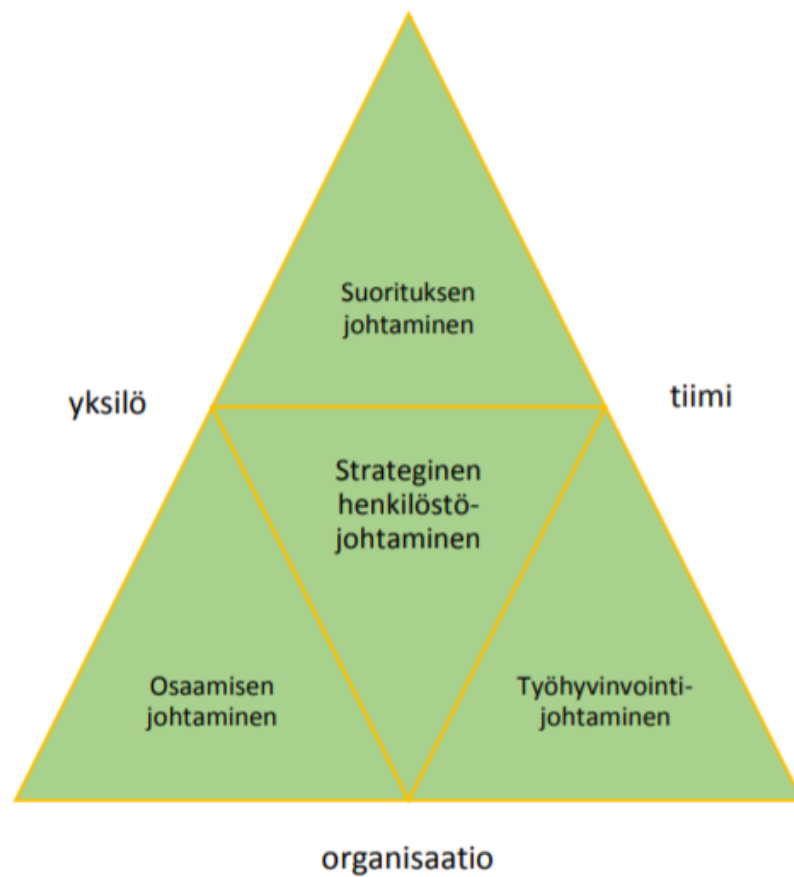 Suorituksen
johtaminen
yksilö
tiimi
Strateginen
henkilöstö-
johtaminen
Osaamisen
johtaminen
Työhyvinvointi-
johtaminen
organisaatio